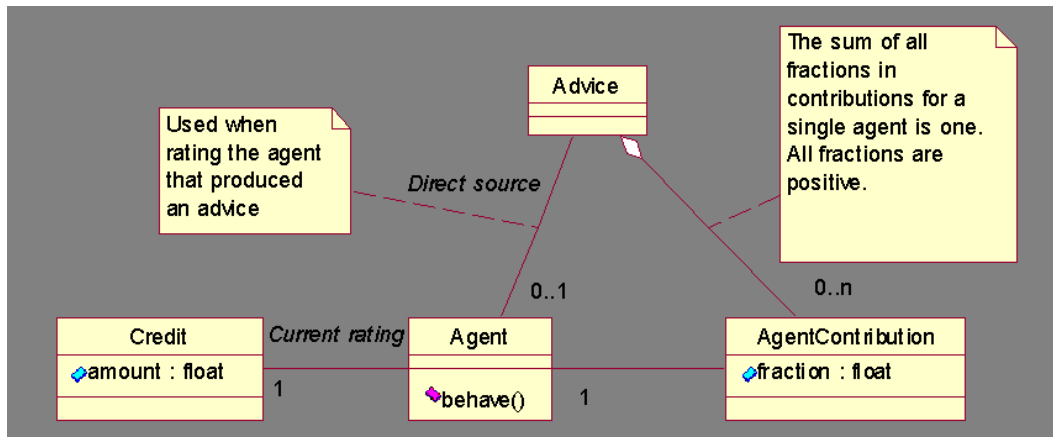 The sum of all
fractions in
contributions for a
single agent is one.
All fractions are
positive.
Advice
Used when
rating the agent
that produced
an advice
Direct source
0..1
0..n
Credit
amount : float
Current rating
1
Agent
behave()
1
AgentContribution
fraction : float